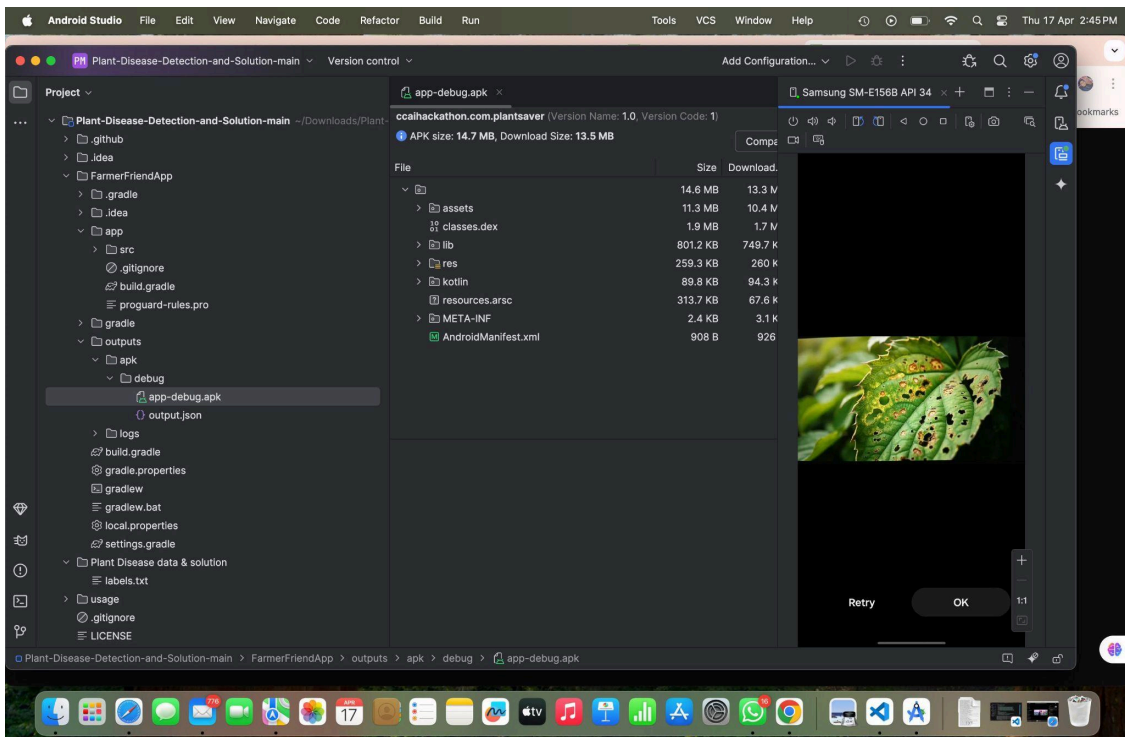 Android Studio File Edit View Navigate Code Refactor Build Run Tools VCS Window Help Thu 17 Apr 2:45 PM
PM Plant-Disease-Detection-and-Solution-main Version control Add Configuration...
Project
app-debug.apk
Samsung SM-E156B API 34
ookmarks
Plant-Disease-Detection-and-Solution-main ~/Downloads/Plant-
.github
.idea
FarmerFriendApp
.gradle
.idea
app
src
.gitignore
build.gradle
proguard-rules.pro
gradle
outputs
apk
debug
app-debug.apk
output.json
logs
build.gradle
gradle.properties
gradlew
gradlew.bat
local.properties
settings.gradle
Plant Disease data & solution
labels.txt
usage
.gitignore
LICENSE
ccaihackathon.com.plantsaver (Version Name: 1.0, Version Code: 1)
APK size: 14.7 MB, Download Size: 13.5 MB
Compa
File Size Download.
14.6 MB 13.3 M
assets 11.3 MB 10.4 M
classes.dex 1.9 MB 1.7 M
lib 801.2 KB 749.7 K
res 259.3 KB 260 K
kotlin 89.8 KB 94.3 K
resources.arsc 313.7 KB 67.6 K
META-INF 2.4 KB 3.1 K
AndroidManifest.xml 908 B 926
Retry OK
1:1
Plant-Disease-Detection-and-Solution-main > FarmerFriendApp > outputs > apk > debug > app-debug.apk
776
APR
17
tv
16